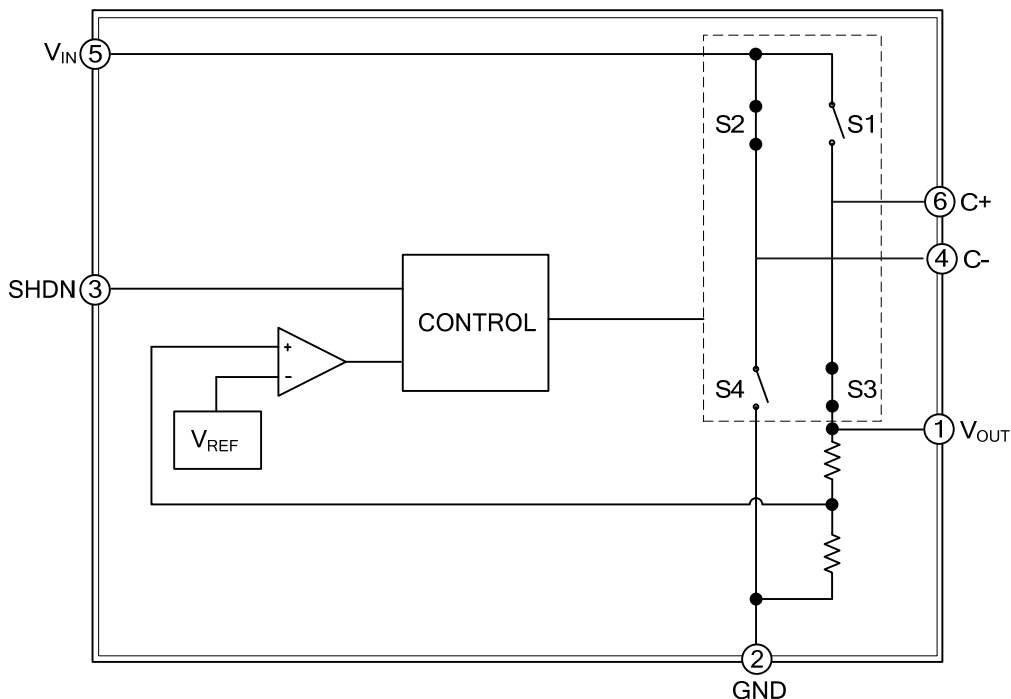 VIN 5
S2 S1
6 C+
4 C-
SHDN 3
CONTROL
+
-
S4 S3
VREF
1 VOUT
2
GND